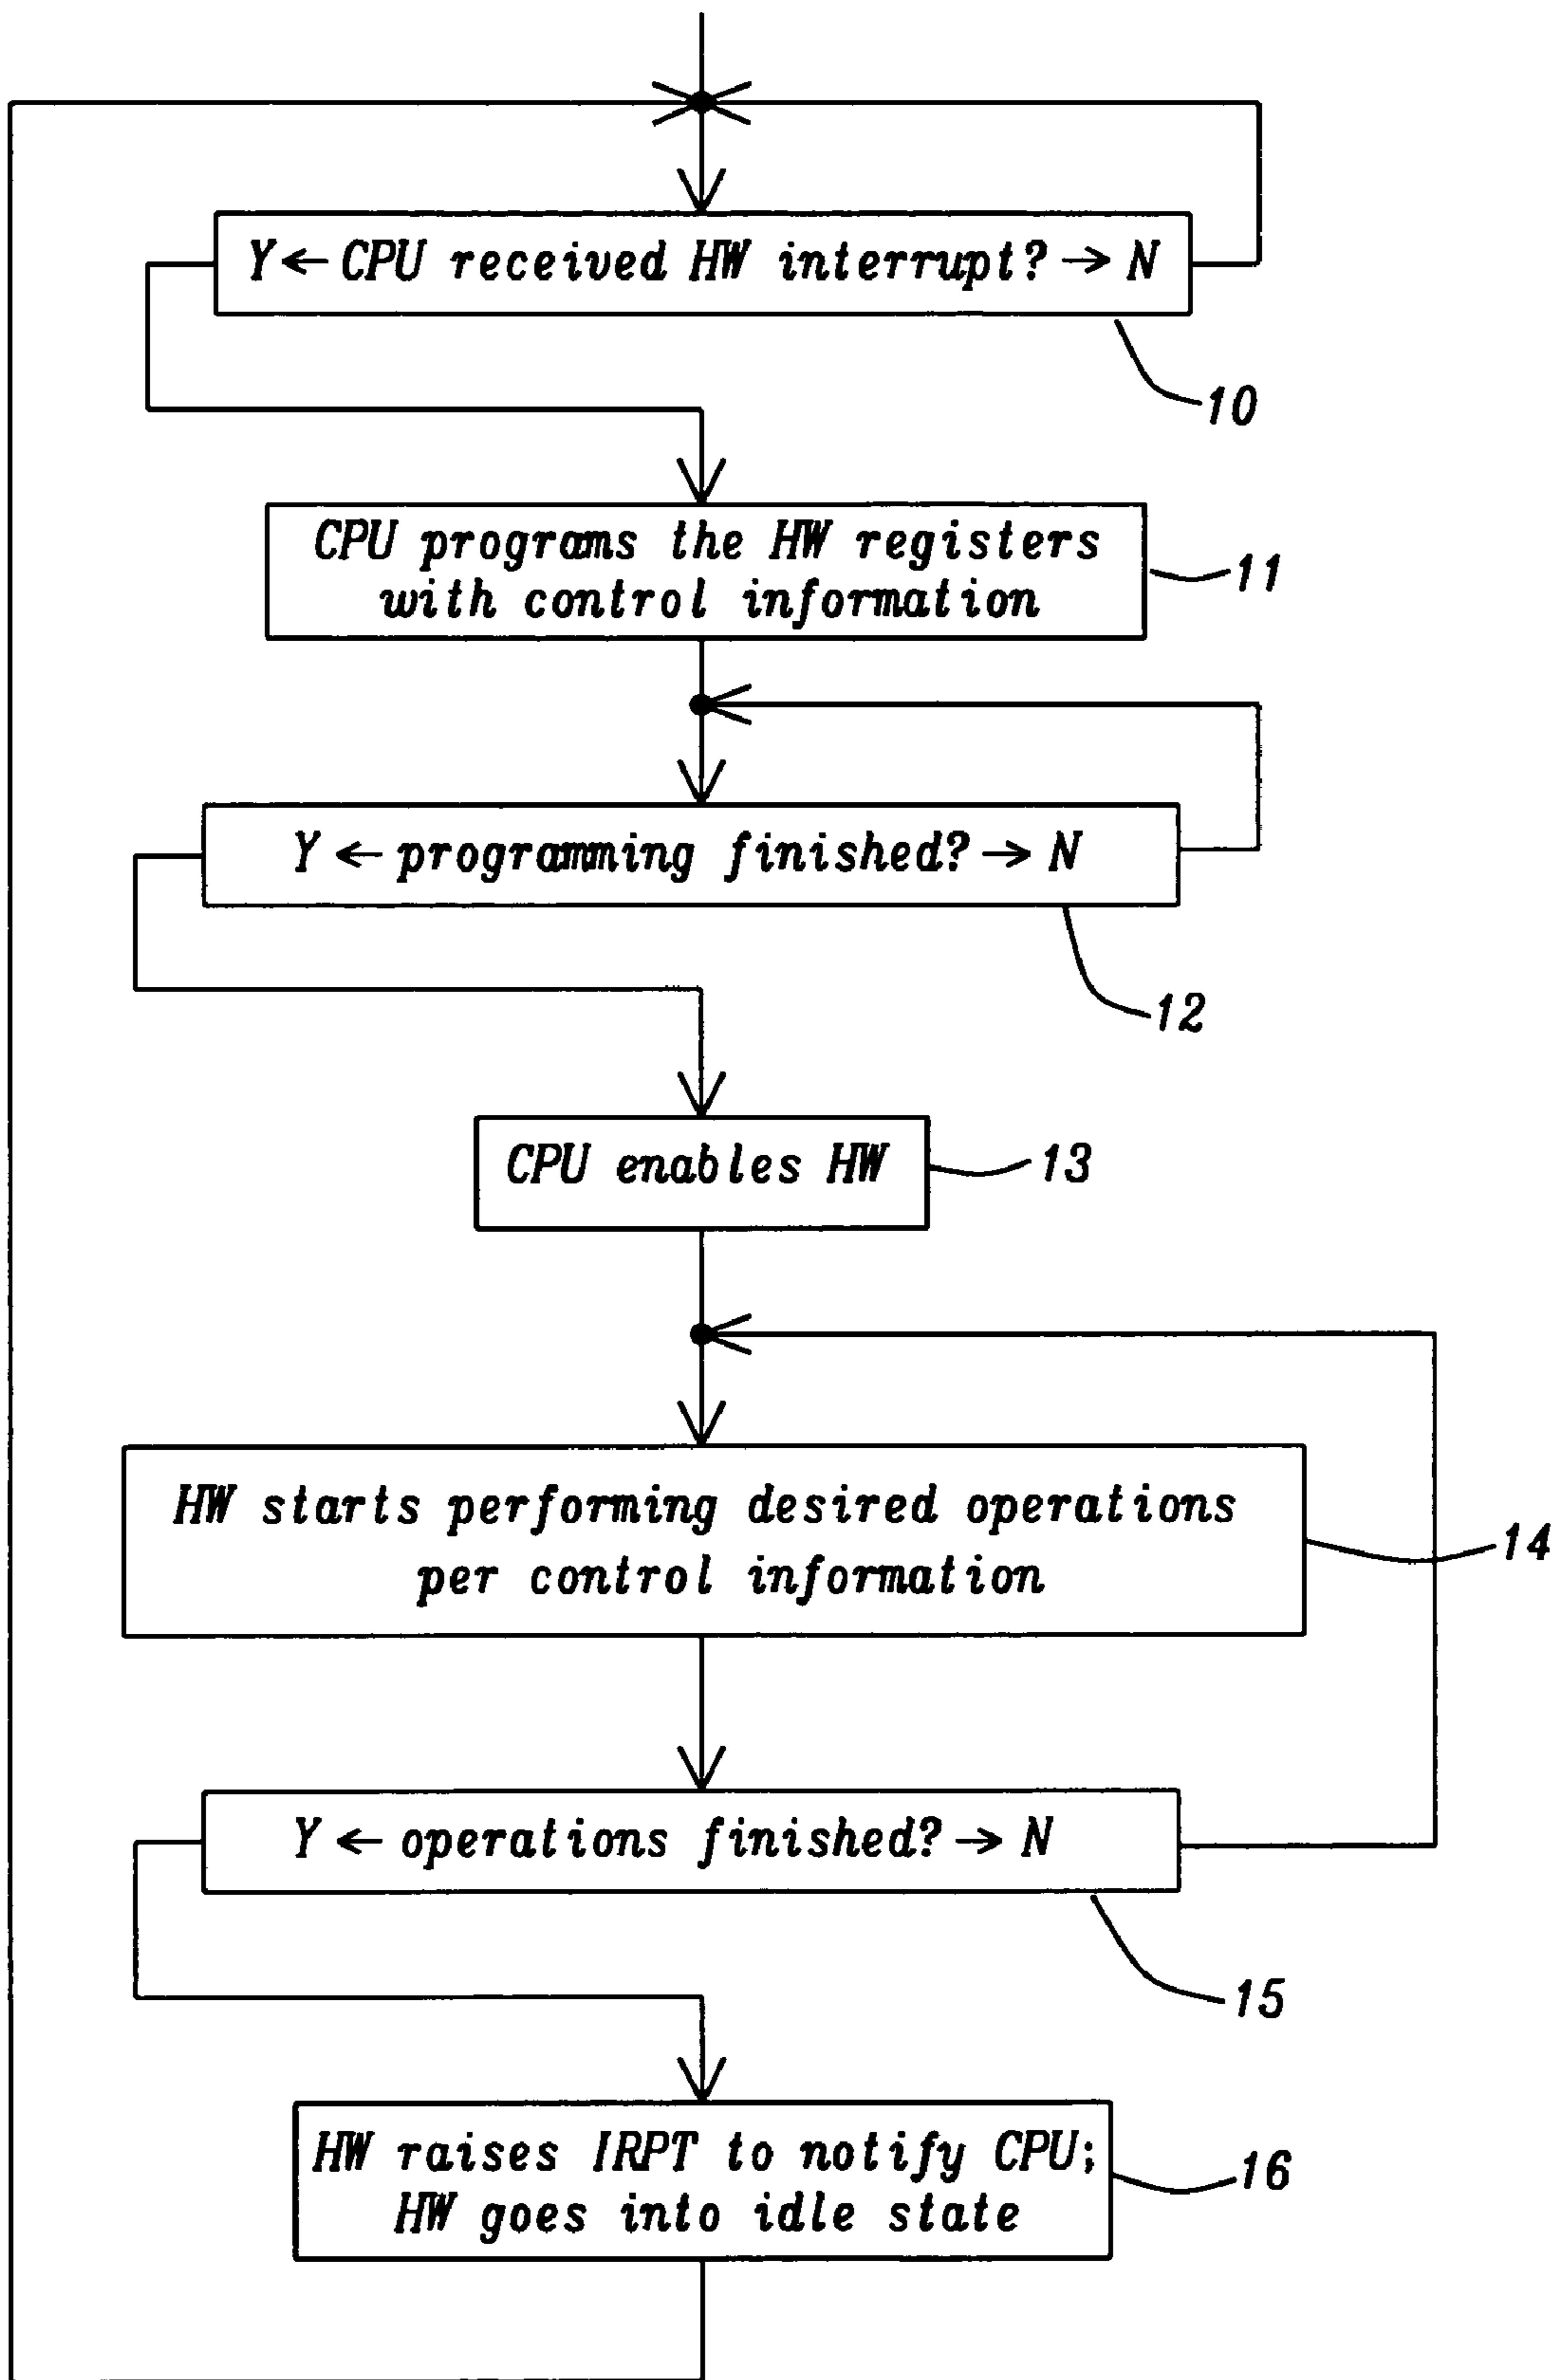 Y ← CPU received HW interrupt? → N
10
CPU programs the HW registers
with control information
11
Y ← programming finished? → N
12
CPU enables HW
13
HW starts performing desired operations
per control information
14
Y ← operations finished? → N
15
HW raises IRPT to notify CPU;
HW goes into idle state
16